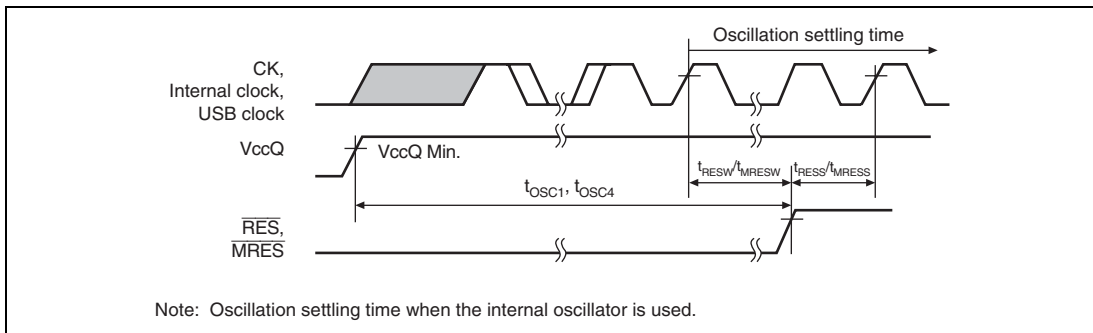 Oscillation settling time
CK,
Internal clock,
USB clock
VccQ
VccQ Min.
tRESW/tMRESW
tRESS/tMRESS
tOSC1, tOSC4
RES,
MRES
Note: Oscillation settling time when the internal oscillator is used.